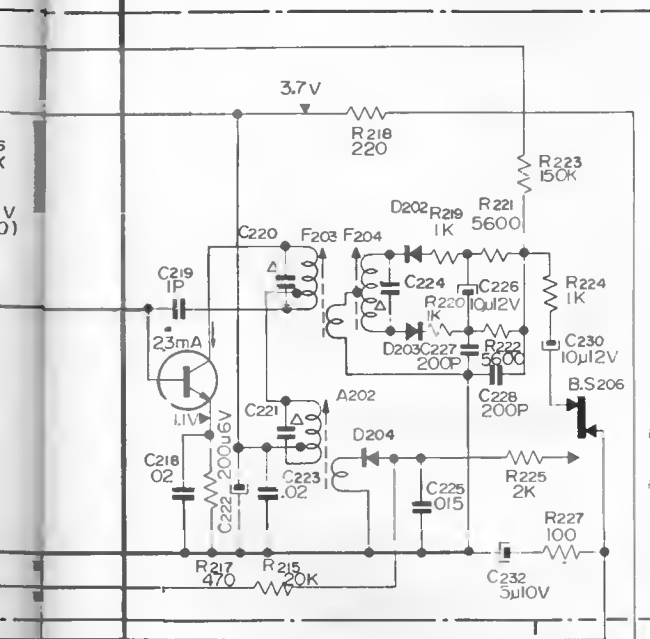 3.7V
R218
220
R223
150K
D202
R219
1K
R221
5600
C220
F203
F204
Δ
C219
1P
C224
Δ
C226
10μ12V
R224
1K
R220
1K
2.3mA
D203
C227
200P
R222
5600
C230
10μ12V
C228
200P
B.S206
A202
C221
Δ
1.1V
200μ6V
C222
D204
C218
.02
C223
.02
C225
.015
R225
2K
R227
100
R217
470
R215
20K
C232
5μ10V